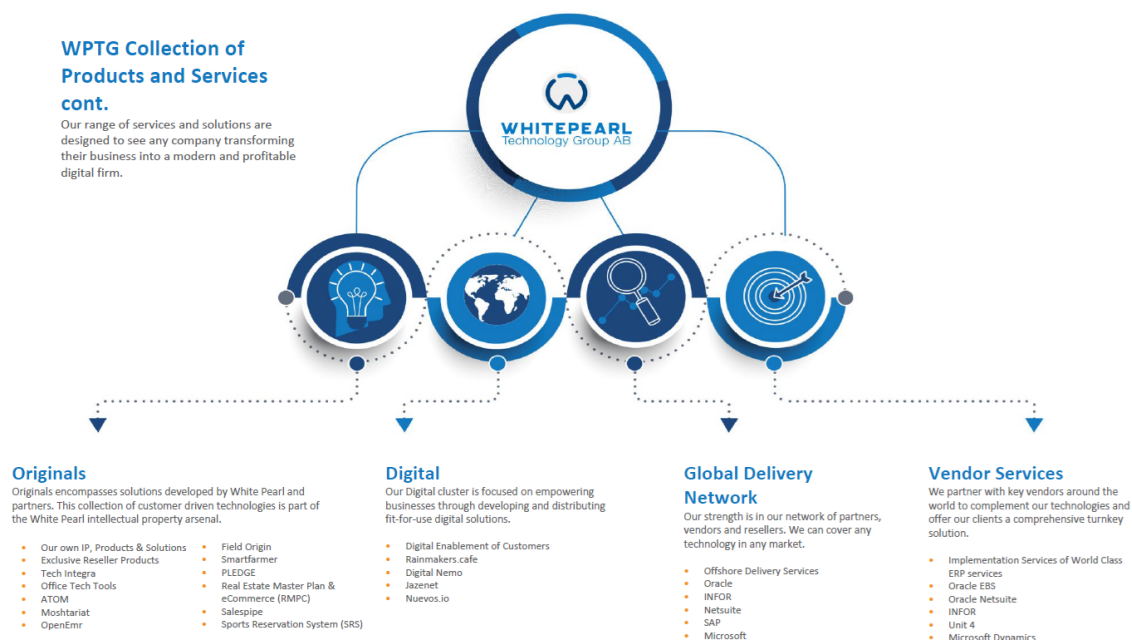 WPTG Collection of
Products and Services
cont.
Our range of services and solutions are
designed to see any company transforming
their business into a modern and profitable
digital firm.
WHITEPEARL
Technology Group AB
Originals
Originals encompasses solutions developed by White Pearl and
partners. This collection of customer driven technologies is part of
the White Pearl intellectual property arsenal.
• Our own IP, Products & Solutions
• Exclusive Reseller Products
• Tech Integra
• Office Tech Tools
• ATOM
• Moshtariat
• OpenEmr
• Field Origin
• Smartfarmer
• PLEDGE
• Real Estate Master Plan &
eCommerce (RMPC)
• Salespipe
• Sports Reservation System (SRS)
Digital
Our Digital cluster is focused on empowering
businesses through developing and distributing
fit-for-use digital solutions.
• Digital Enablement of Customers
• Rainmakers.cafe
• Digital Nemo
• Jazenet
• Nuevos.io
Global Delivery
Network
Our strength is in our network of partners,
vendors and resellers. We can cover any
technology in any market.
• Offshore Delivery Services
• Oracle
• INFOR
• Netsuite
• SAP
• Microsoft
Vendor Services
We partner with key vendors around the
world to complement our technologies and
offer our clients a comprehensive turnkey
solution.
• Implementation Services of World Class
ERP services
• Oracle EBS
• Oracle Netsuite
• INFOR
• Unit 4
• Microsoft Dynamics